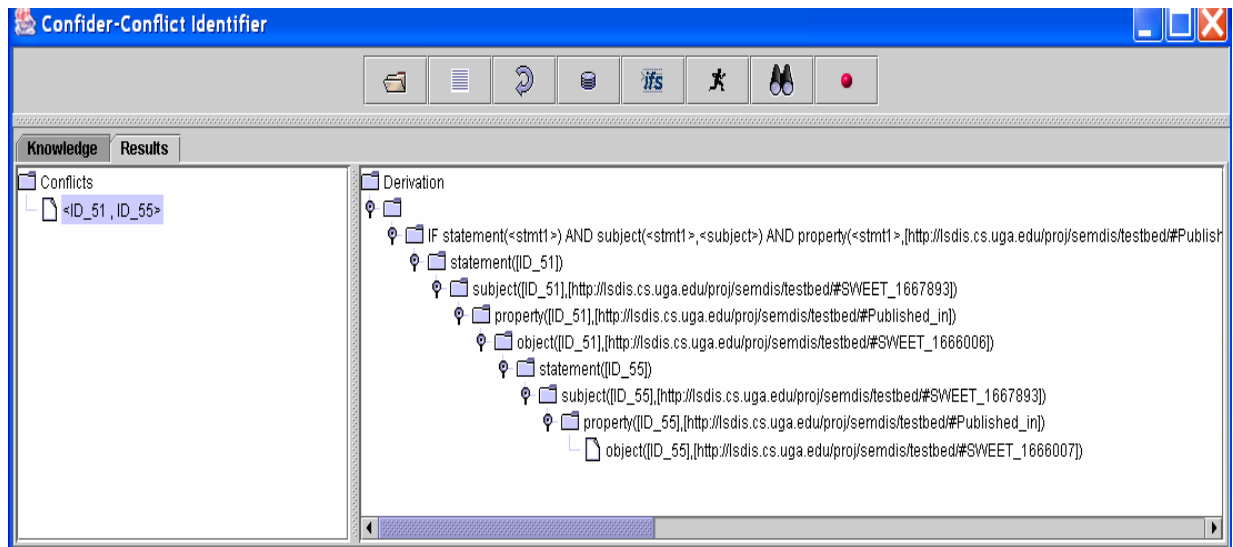 Confider-Conflict Identifier
ifs
Knowledge Results
Conflicts
<ID_51 , ID_55>
Derivation
IF statement(<stmt1>) AND subject(<stmt1>,<subject>) AND property(<stmt1>,[http://lsdis.cs.uga.edu/proj/semdis/testbed/#Publish
statement([ID_51])
subject([ID_51],[http://lsdis.cs.uga.edu/proj/semdis/testbed/#SWEET_1667893])
property([ID_51],[http://lsdis.cs.uga.edu/proj/semdis/testbed/#Published_in])
object([ID_51],[http://lsdis.cs.uga.edu/proj/semdis/testbed/#SWEET_1666006])
statement([ID_55])
subject([ID_55],[http://lsdis.cs.uga.edu/proj/semdis/testbed/#SWEET_1667893])
property([ID_55],[http://lsdis.cs.uga.edu/proj/semdis/testbed/#Published_in])
object([ID_55],[http://lsdis.cs.uga.edu/proj/semdis/testbed/#SWEET_1666007])